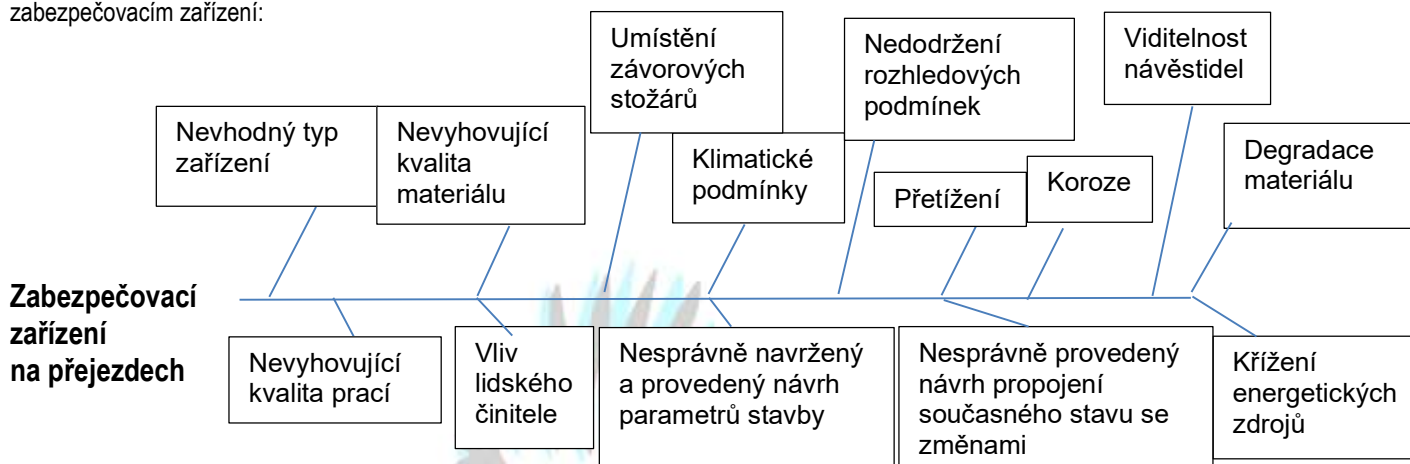 zabezpečovacím zařízení:
Umístění
závorových
stožárů
Nedodržení
rozhledových
podmínek
Viditelnost
návěstidel
Nevhodný typ
zařízení
Nevyhovující
kvalita
materiálu
Klimatické
podmínky
Přetížení
Koroze
Degradace
materiálu
Zabezpečovací
zařízení
na přejezdech
Nevyhovující
kvalita prací
Vliv
lidského
činitele
Nesprávně navržený
a provedený návrh
parametrů stavby
Nesprávně provedený
návrh propojení
současného stavu se
změnami
Křížení
energetických
zdrojů